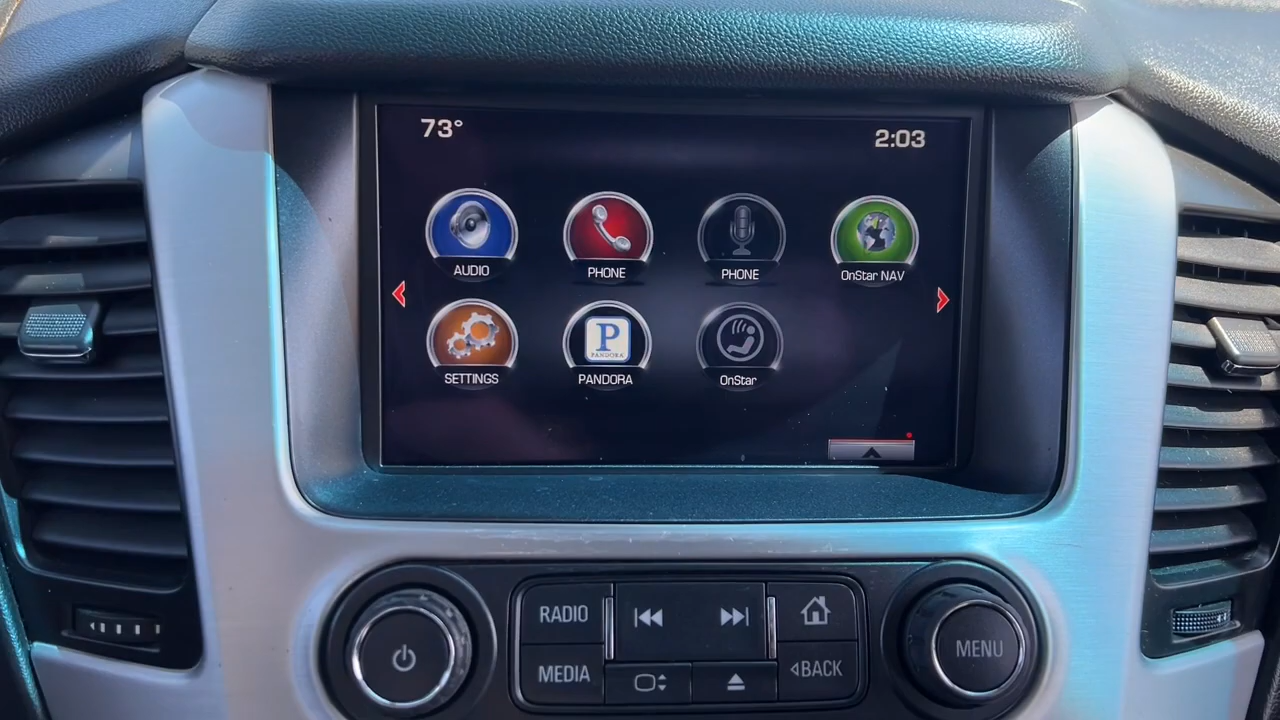 73°
2:03
AUDIO
PHONE
PHONE
OnStar NAV
SETTINGS
P
PANDORA
PANDORA
OnStar
RADIO
MEDIA
BACK
MENU